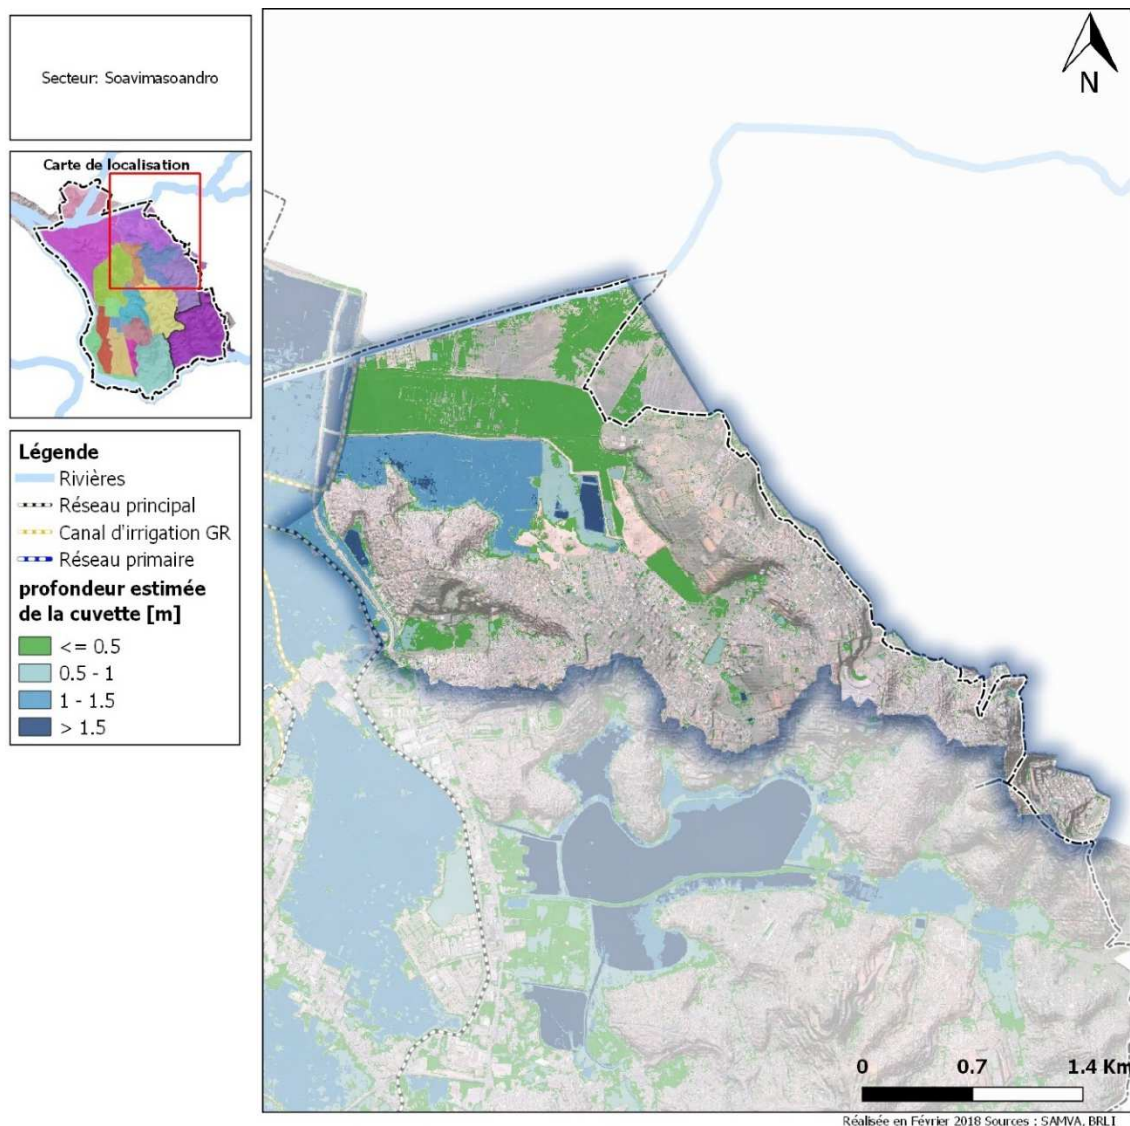 Secteur: Soavimasoandro
Carte de localisation
Légende
Rivières
Réseau principal
Canal d'irrigation GR
Réseau primaire
profondeur estimée
de la cuvette [m]
<= 0.5
0.5 - 1
1 - 1.5
> 1.5
N
0 0.7 1.4 Km
Réalisée en Février 2018 Sources : SAMVA, BRLI